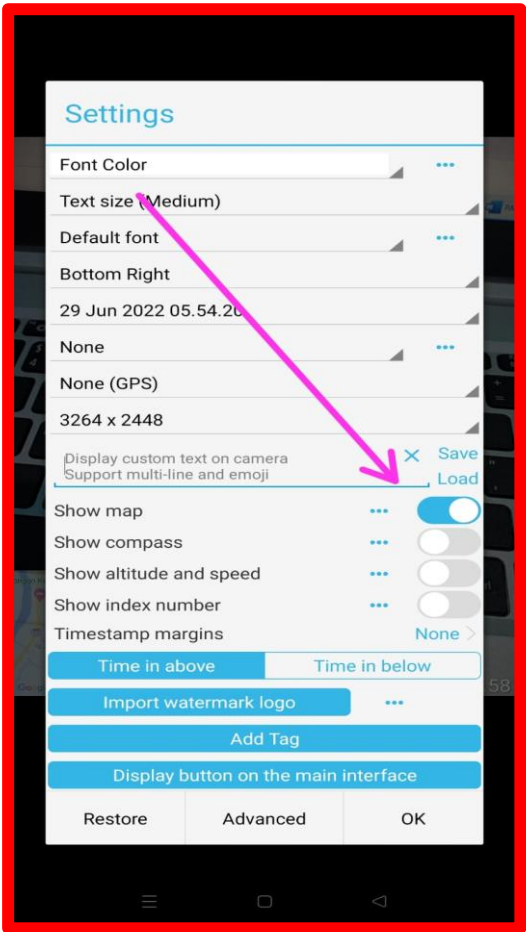 Settings
Font Color
Text size (Medium)
Default font
Bottom Right
29 Jun 2022 05.54.20
None
None (GPS)
3264 x 2448
Display custom text on camera
Support multi-line and emoji
Save
Load
Show map
Show compass
Show altitude and speed
Show index number
Timestamp margins None
Time in above Time in below
Import watermark logo
Add Tag
Display button on the main interface
Restore Advanced OK
58